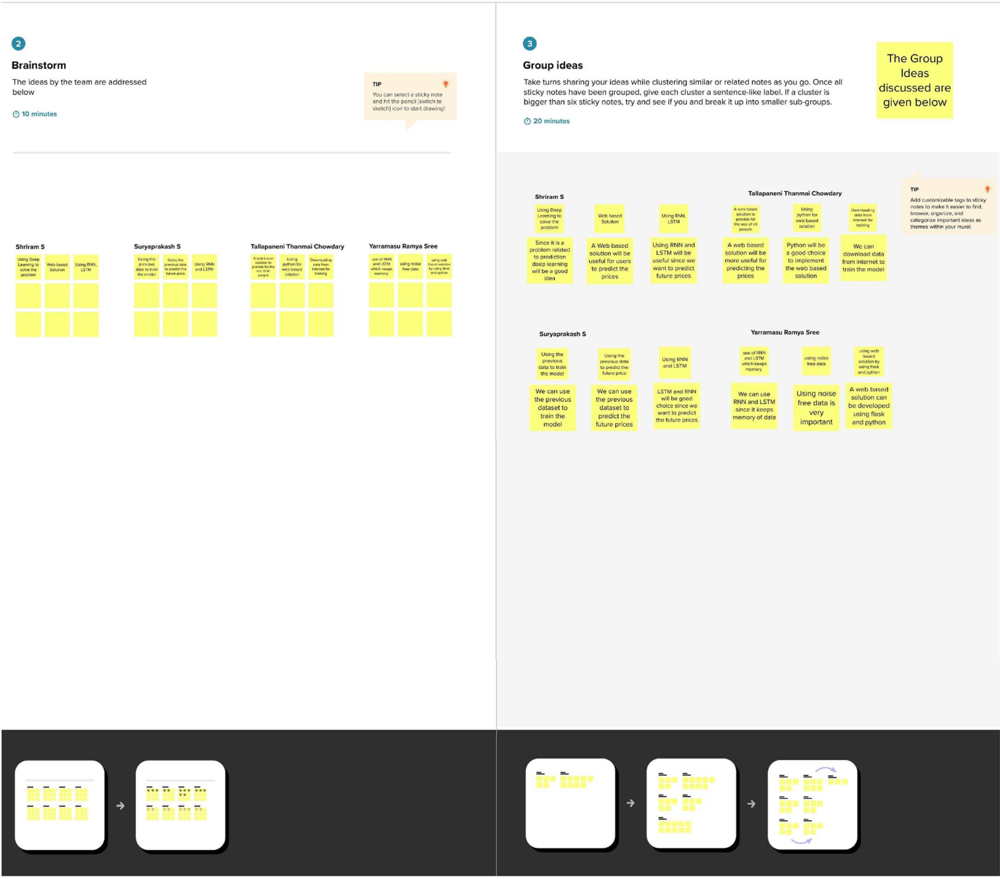 2
Brainstorm
The ideas by the team are addressed
below
10 minutes
TIP
You can select a sticky note
and hit the pencil [switch to
sketch] icon to start drawing!
Shriram S
Using Deep
Learning to
solve the
problem
Web based
Solution
Using RNN,
LSTM
Suryaprakash S
Using the
previous
data to train
the model
Using the
previous data
to predict the
future price
Using RNN
and LSTM
Tallapaneni Thanmai Chowdary
A web based
solution to
provide for the
use of all
people
Using
python for
web based
solution
Downloading
data from
internet for
training
Yarramasu Ramya Sree
use of RNN
and LSTM
which keeps
memory
using noise
free data
using web
based solution
by using flask
and python
3
Group ideas
Take turns sharing your ideas while clustering similar or related notes as you go. Once all
sticky notes have been grouped, give each cluster a sentence-like label. If a cluster is
bigger than six sticky notes, try and see if you and break it up into smaller sub-groups.
20 minutes
The Group
Ideas
discussed are
given below
TIP
Add customizable tags to sticky
notes to make it easier to find,
browse, organize, and
categorize important ideas as
themes within your mural.
Shriram S
Using Deep
Learning to
solve the
problem
Web based
Solution
Using RNN,
LSTM
Since it is a
problem related
to prediction
deep learning
will be a good
idea
A Web based
solution will be
useful for users
to predict the
prices
Using RNN and
LSTM will be
useful since we
want to predict
future prices
Tallapaneni Thanmai Chowdary
A web based
solution to
provide for
the use of all
people
Using
python for
web based
solution
Downloading
data from
internet for
training
A web based
solution will be
more useful for
predicting the
prices
Python will be
a good choice
to implement
the web based
solution
We can
download data
from internet to
train the model
Suryaprakash S
Using the
previous
data to train
the model
Using the
previous data
to predict the
future price
Using RNN
and LSTM
We can use
the previous
dataset to
train the
model
We can use
the previous
dataset to
predict the
future prices
LSTM and RNN
will be good
choice since we
want to predict
the future prices
Yarramasu Ramya Sree
use of RNN
and LSTM
which keeps
memory
using noise
free data
using web
based
solution by
using flask
and python
We can use
RNN and LSTM
since it keeps
memory of data
Using noise
free data is
very
important
A web based
solution can
be developed
using flask
and python